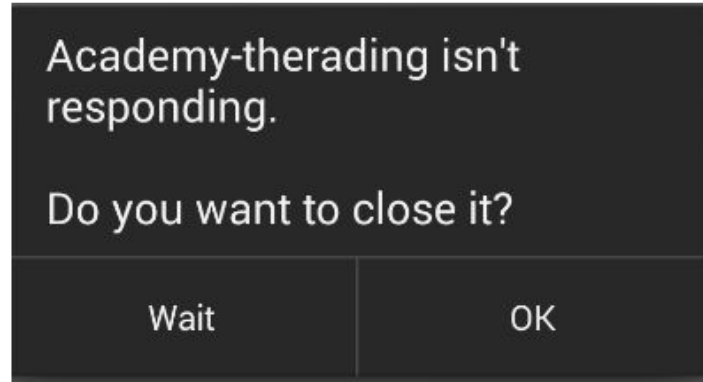 Academy-therading isn't
responding.
Do you want to close it?
Wait
OK